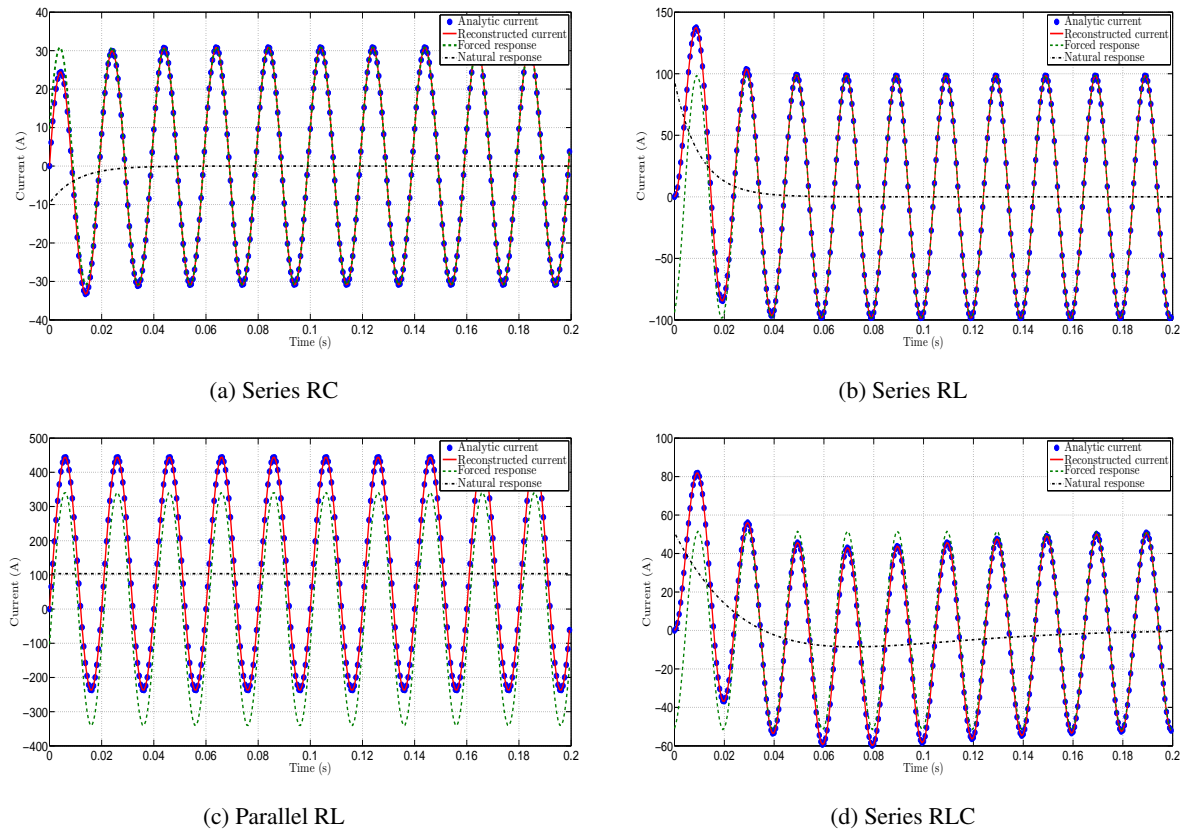 40
30
20
10
0
−10
−20
−30
−40
Current (A)
0 0.02 0.04 0.06 0.08 0.1 0.12 0.14 0.16 0.18 0.2
Time (s)
Analytic current
Reconstructed current
Forced response
Natural response
(a) Series RC
150
100
50
0
−50
−100
Current (A)
0 0.02 0.04 0.06 0.08 0.1 0.12 0.14 0.16 0.18 0.2
Time (s)
Analytic current
Reconstructed current
Forced response
Natural response
(b) Series RL
500
400
300
200
100
0
−100
−200
−300
−400
Current (A)
0 0.02 0.04 0.06 0.08 0.1 0.12 0.14 0.16 0.18 0.2
Time (s)
Analytic current
Reconstructed current
Forced response
Natural response
(c) Parallel RL
100
80
60
40
20
0
−20
−40
−60
Current (A)
0 0.02 0.04 0.06 0.08 0.1 0.12 0.14 0.16 0.18 0.2
Time (s)
Analytic current
Reconstructed current
Forced response
Natural response
(d) Series RLC